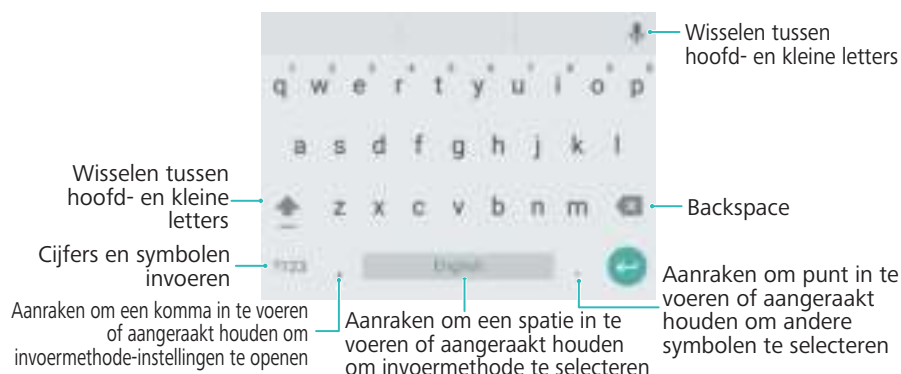 Wisselen tussen
hoofd- en kleine letters
q w e r t y u i o p
a s d f g h j k l
Wisselen tussen
hoofd- en kleine
letters
z x c v b n m
Backspace
Cijfers en symbolen
invoeren
?123 , English .
Aanraken om een komma in te voeren
of aangeraakt houden om
invoermethode-instellingen te openen
Aanraken om een spatie in te
voeren of aangeraakt houden
om invoermethode te selecteren
Aanraken om punt in te
voeren of aangeraakt
houden om andere
symbolen te selecteren